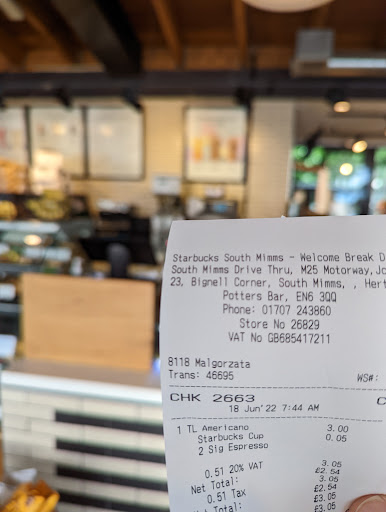 Starbucks South Mimms - Welcome Break D
South Mimms Drive Thru, M25 Motorway, Jo
23, Bignell Corner, South Mimms, , Hert
Potters Bar, EN6 3QQ
Phone: 01707 243860
Store No 26829
VAT No GB685417211
8118 Malgorzata
Trans: 46695 WS#:
CHK 2663 C
18 Jun'22 7:44 AM
1 TL Americano 3.00
Starbucks Cup 0.05
2 Sig Espresso
3.05
0.51 20% VAT £2.54
Net Total: 3.05
0.51 Tax £2.54
Net Total: £3.05
£3.05